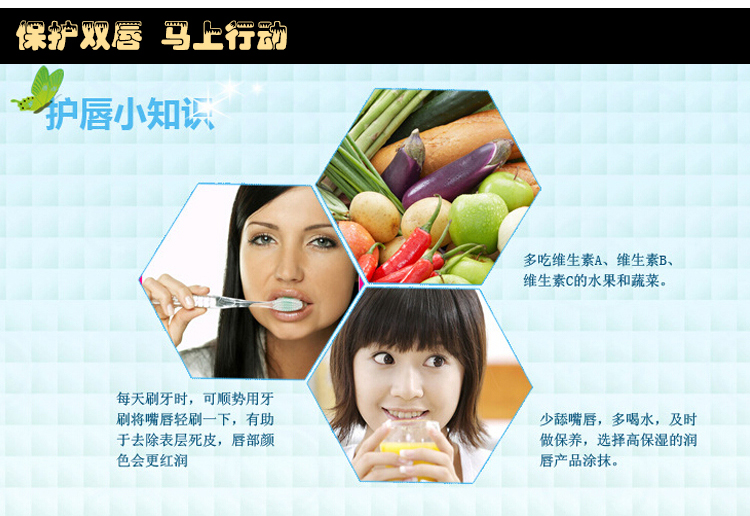 保护双唇 马上行动
护唇小知识
多吃维生素A、维生素B、
维生素C的水果和蔬菜。
每天刷牙时，可顺势用牙
刷将嘴唇轻刷一下，有助
于去除表层死皮，唇部颜
色会更红润
少舔嘴唇，多喝水，及时
做保养，选择高保湿的润
唇产品涂抹。